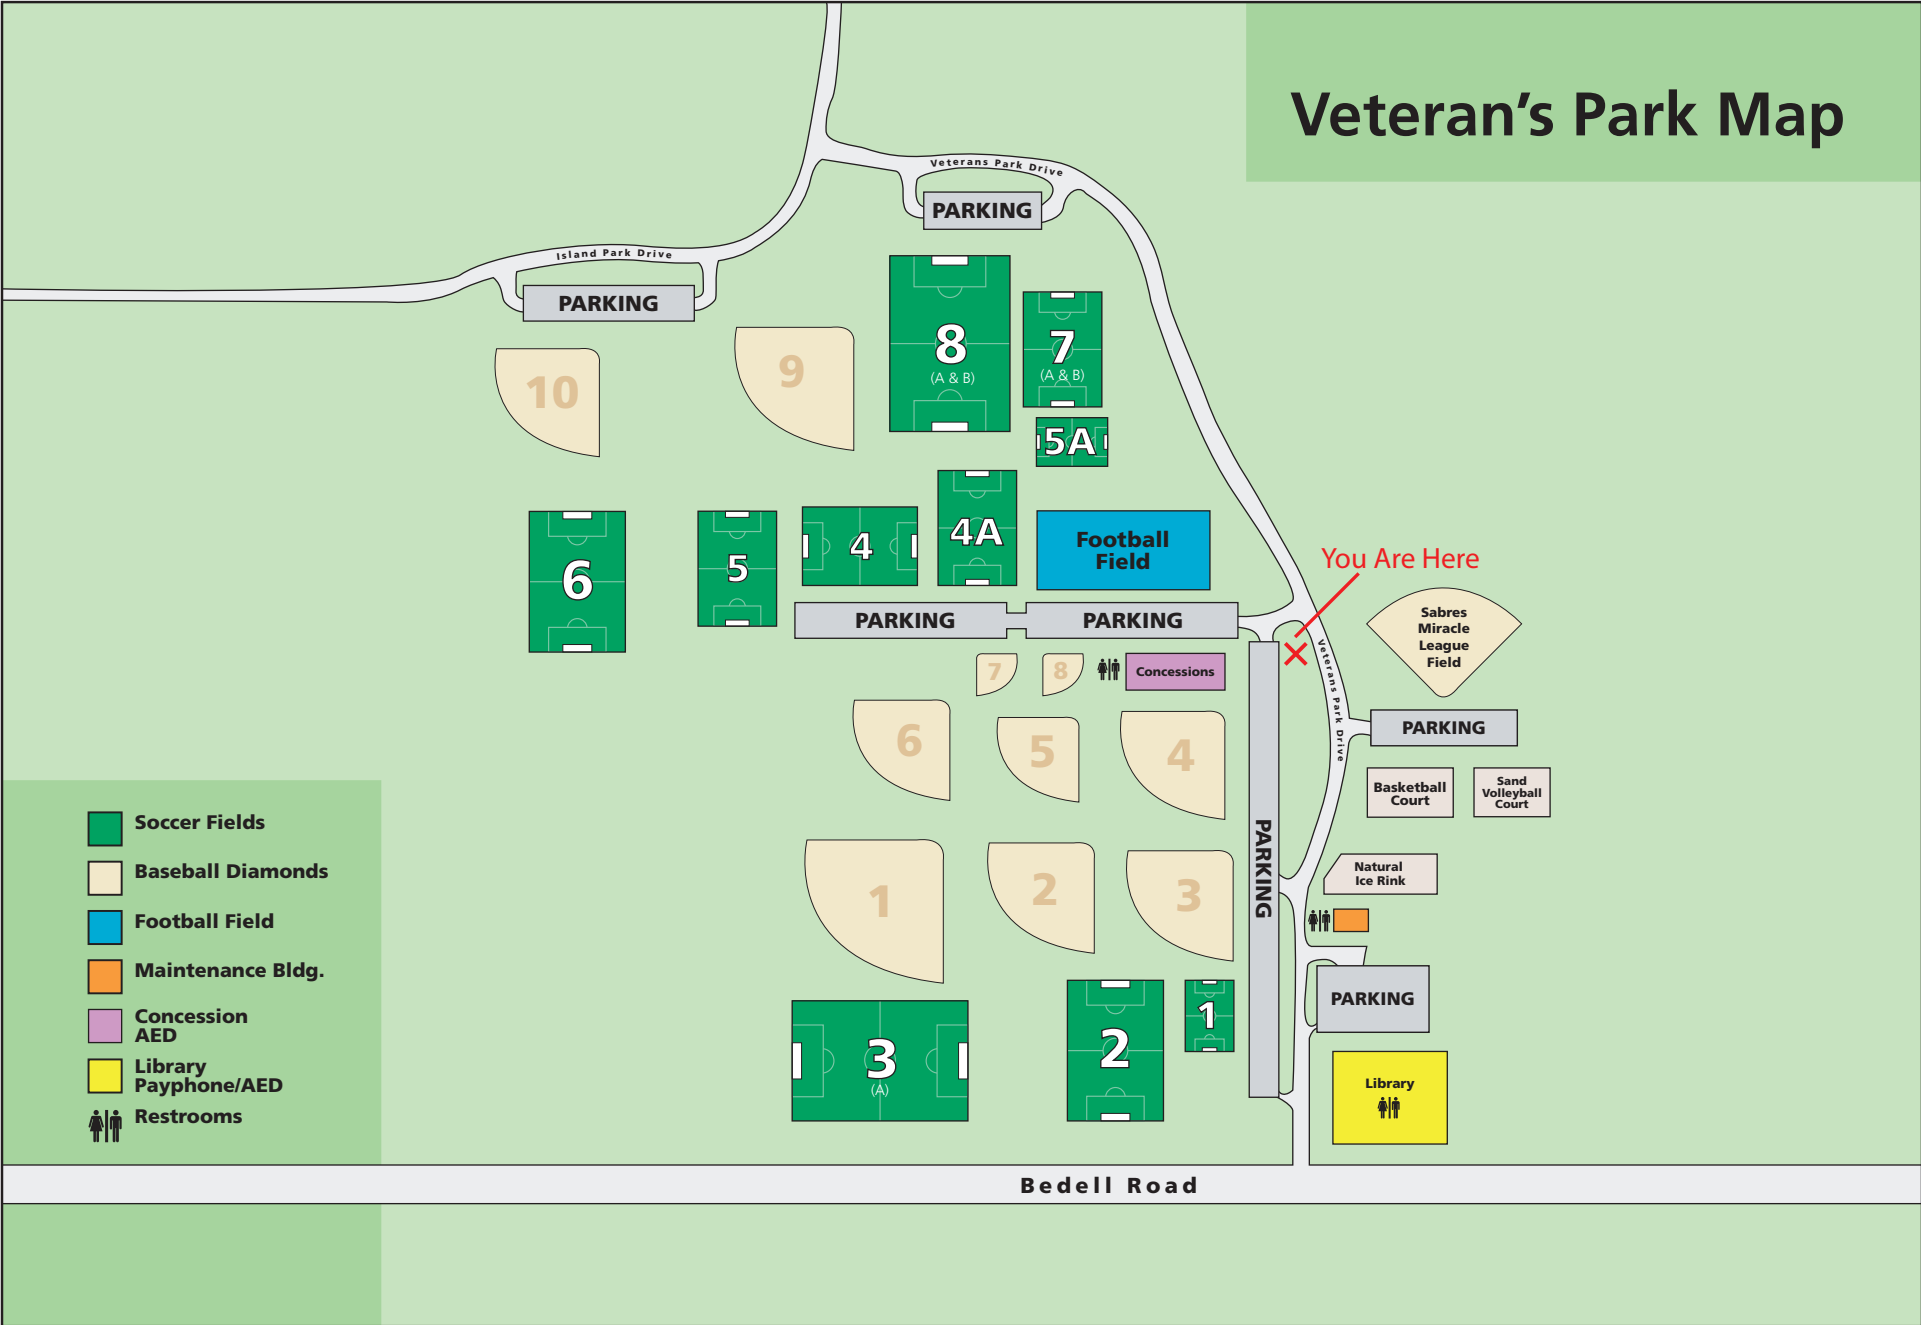 Veteran's Park Map
Veterans Park Drive
PARKING
Island Park Drive
PARKING
8
(A & B)
7
(A & B)
10
9
5A
6
5
4
4A
Football
Field
You Are Here
PARKING
PARKING
Sabres
Miracle
League
Field
Veterans Park Drive
7
8
Concessions
PARKING
6
5
4
Basketball
Court
Sand
Volleyball
Court
PARKING
1
2
3
Natural
Ice Rink
PARKING
3
(A)
2
1
Library
Soccer Fields
Baseball Diamonds
Football Field
Maintenance Bldg.
Concession
AED
Library
Payphone/AED
Restrooms
Bedell Road